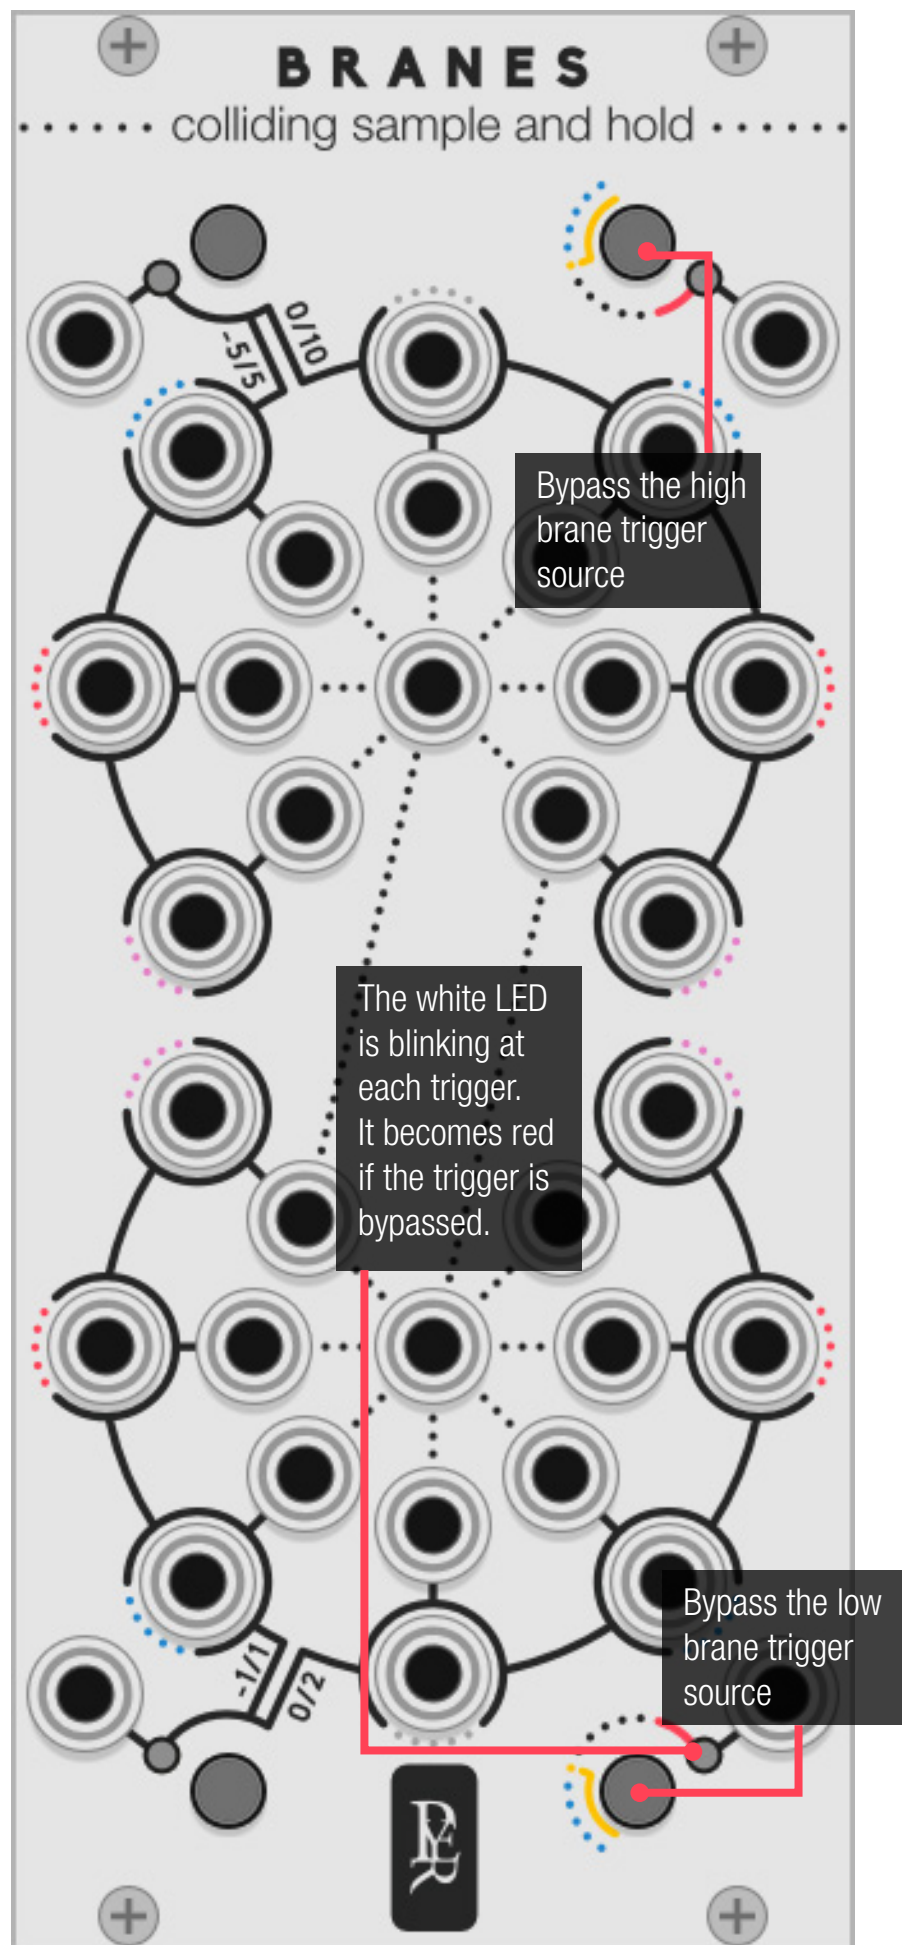 BRANES
colliding sample and hold
0/10
-5/5
Bypass the high
brane trigger
source
The white LED
is blinking at
each trigger.
It becomes red
if the trigger is
bypassed.
Bypass the low
brane trigger
source
-1/1
0/2